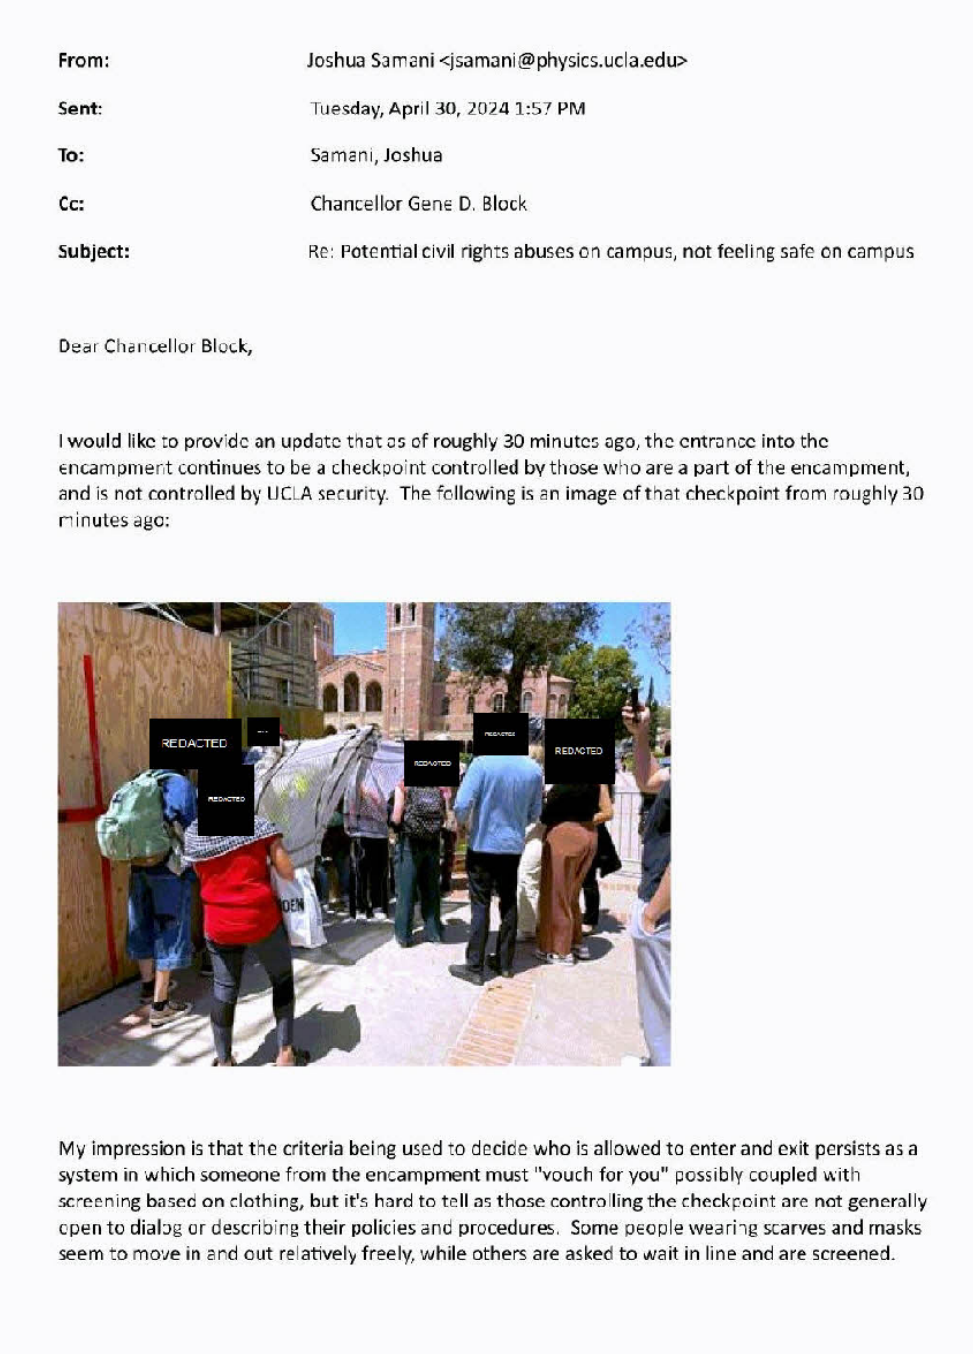 From: Joshua Samani <jsamani@physics.ucla.edu>
Sent: Tuesday, April 30, 2024 1:57 PM
To: Samani, Joshua
Cc: Chancellor Gene D. Block
Subject: Re: Potential civil rights abuses on campus, not feeling safe on campus
Dear Chancellor Block,
I would like to provide an update that as of roughly 30 minutes ago, the entrance into the
encampment continues to be a checkpoint controlled by those who are a part of the encampment,
and is not controlled by UCLA security.  The following is an image of that checkpoint from roughly 30
minutes ago:
REDACTED
REDACTED
REDACTED
REDACTED
REDACTED
DEN
My impression is that the criteria being used to decide who is allowed to enter and exit persists as a
system in which someone from the encampment must "vouch for you" possibly coupled with
screening based on clothing, but it's hard to tell as those controlling the checkpoint are not generally
open to dialog or describing their policies and procedures.  Some people wearing scarves and masks
seem to move in and out relatively freely, while others are asked to wait in line and are screened.